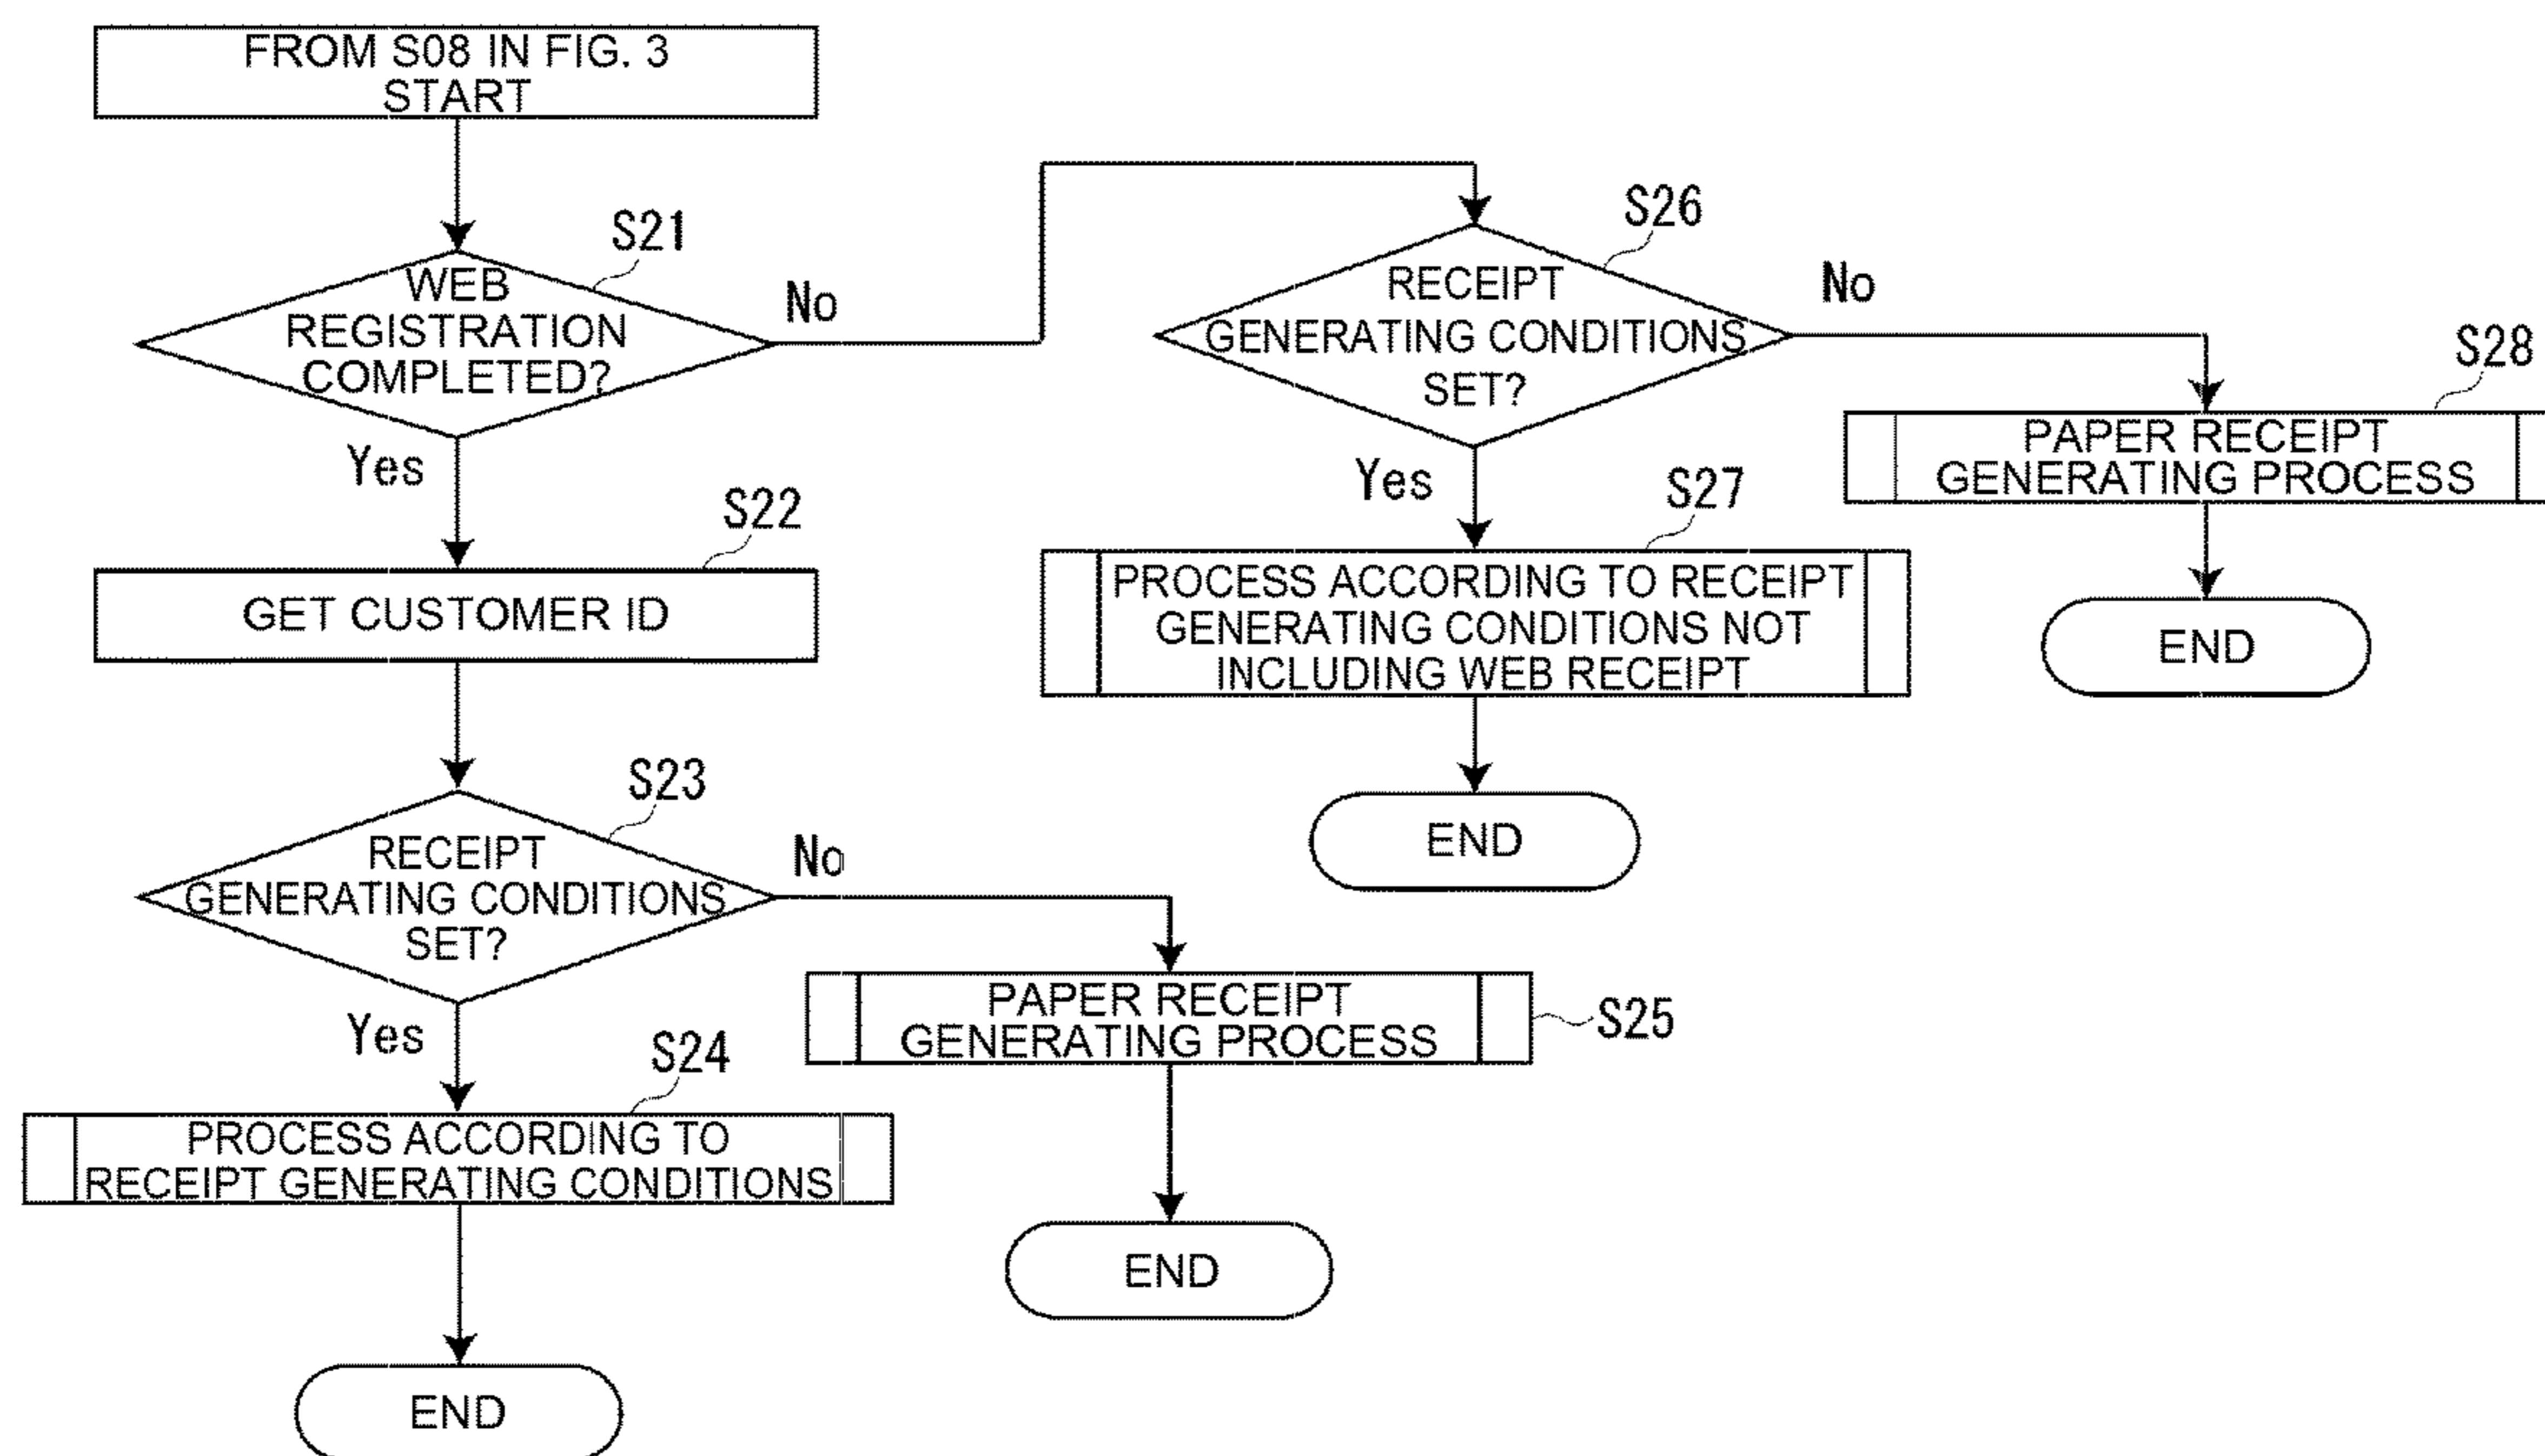 FROM S08 IN FIG. 3
START
S21
WEB
REGISTRATION
COMPLETED?
No
Yes
S22
GET CUSTOMER ID
S23
RECEIPT
GENERATING CONDITIONS
SET?
No
Yes
S24
PROCESS ACCORDING TO
RECEIPT GENERATING CONDITIONS
END
PAPER RECEIPT
GENERATING PROCESS
S25
END
S26
RECEIPT
GENERATING CONDITIONS
SET?
No
Yes
S27
PROCESS ACCORDING TO RECEIPT
GENERATING CONDITIONS NOT
INCLUDING WEB RECEIPT
END
S28
PAPER RECEIPT
GENERATING PROCESS
END